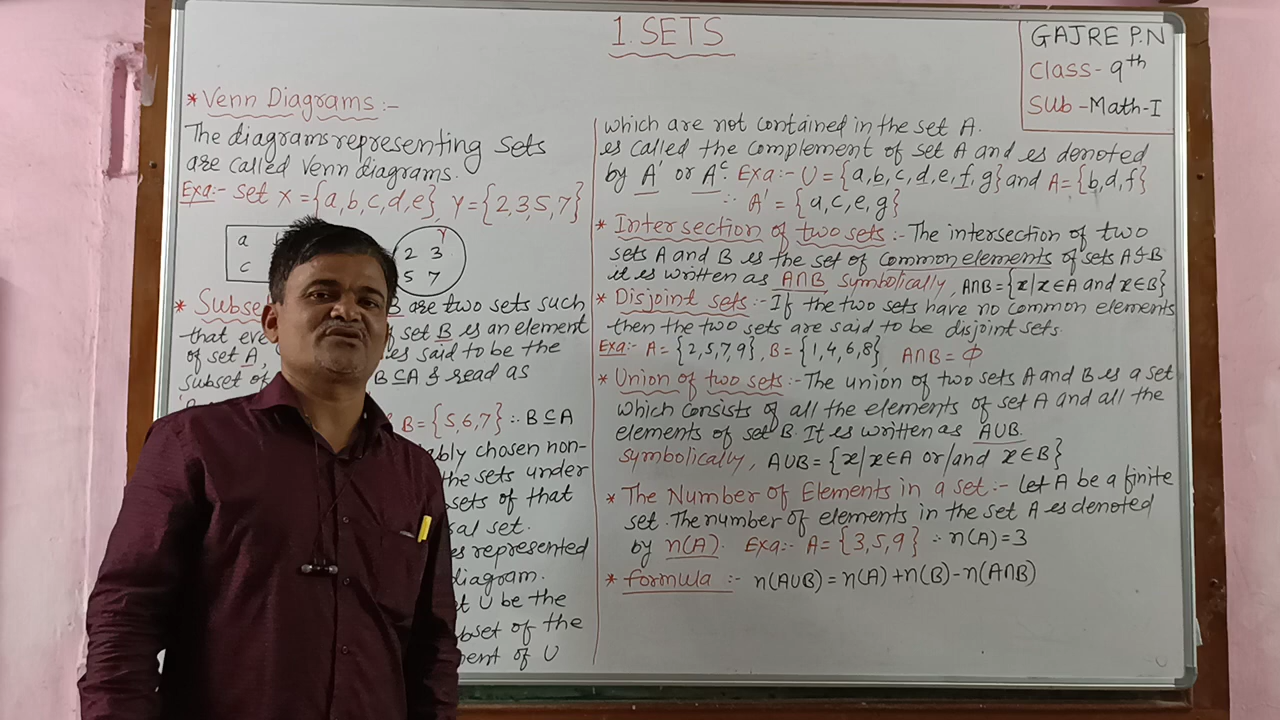 1. SETS
GAJRE P.N
Class - 9th
Sub - Math-I
* Venn Diagrams :-
The diagrams representing sets
are called Venn diagrams.
Exa:- set X = {a,b,c,d,e}, Y = {2,3,5,7}
Y
a
2 3
c
5 7
* Subse B are two sets such
that eve set B is an element
of set A, is said to be the
subset of B⊆A & read as
B = {5,6,7} ∴ B⊆A
ably chosen non-
the sets under
sets of that
sal set.
is represented
diagram.
et U be the
ubset of the
ment of U
which are not contained in the set A.
is called the complement of set A and is denoted
by A' or Aᶜ. Exa:- U = {a,b,c,d,e,f,g} and A = {b,d,f}
∴ A' = {a,c,e,g}
* Intersection of two sets :- The intersection of two
sets A and B is the set of common elements of sets A & B
it is written as A∩B symbolically, A∩B = {x/x∈A and x∈B}
* Disjoint sets :- If the two sets have no common elements
then the two sets are said to be disjoint sets.
Exa:- A = {2,5,7,9}, B = {1,4,6,8}, A∩B = ϕ
* Union of two sets :- The union of two sets A and B is a set
which consists of all the elements of set A and all the
elements of set B. It is written as A∪B.
symbolically, A∪B = {x/x∈A or/and x∈B}
* The Number of Elements in a set :- Let A be a finite
set. The number of elements in the set A is denoted
by n(A). Exa:- A = {3,5,9} ∴ n(A)=3
* formula :- n(A∪B) = n(A)+n(B)-n(A∩B)